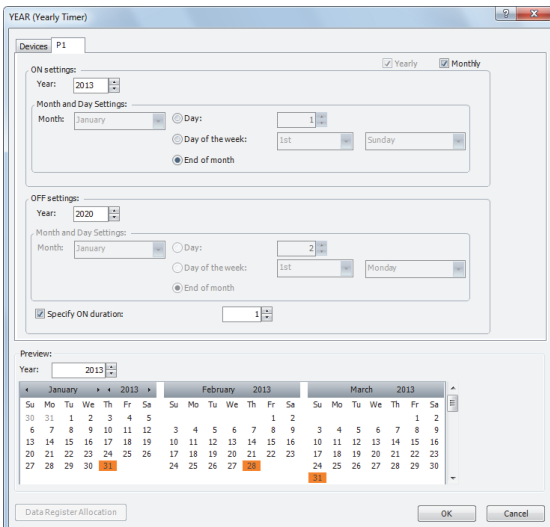 YEAR (Yearly Timer)
Devices P1
Yearly Monthly
ON settings:
Year: 2013
Month and Day Settings:
Month: January Day: 1
Day of the week: 1st Sunday
End of month
OFF settings:
Year: 2020
Month and Day Settings:
Month: January Day: 2
Day of the week: 1st Monday
End of month
Specify ON duration: 1
Preview:
Year: 2013
January 2013 February 2013 March 2013
Su Mo Tu We Th Fr Sa Su Mo Tu We Th Fr Sa Su Mo Tu We Th Fr Sa
30 31 1 2 3 4 5 1 2 1 2
6 7 8 9 10 11 12 3 4 5 6 7 8 9 3 4 5 6 7 8 9
13 14 15 16 17 18 19 10 11 12 13 14 15 16 10 11 12 13 14 15 16
20 21 22 23 24 25 26 17 18 19 20 21 22 23 17 18 19 20 21 22 23
27 28 29 30 31 24 25 26 27 28 24 25 26 27 28 29 30
31
Data Register Allocation OK Cancel